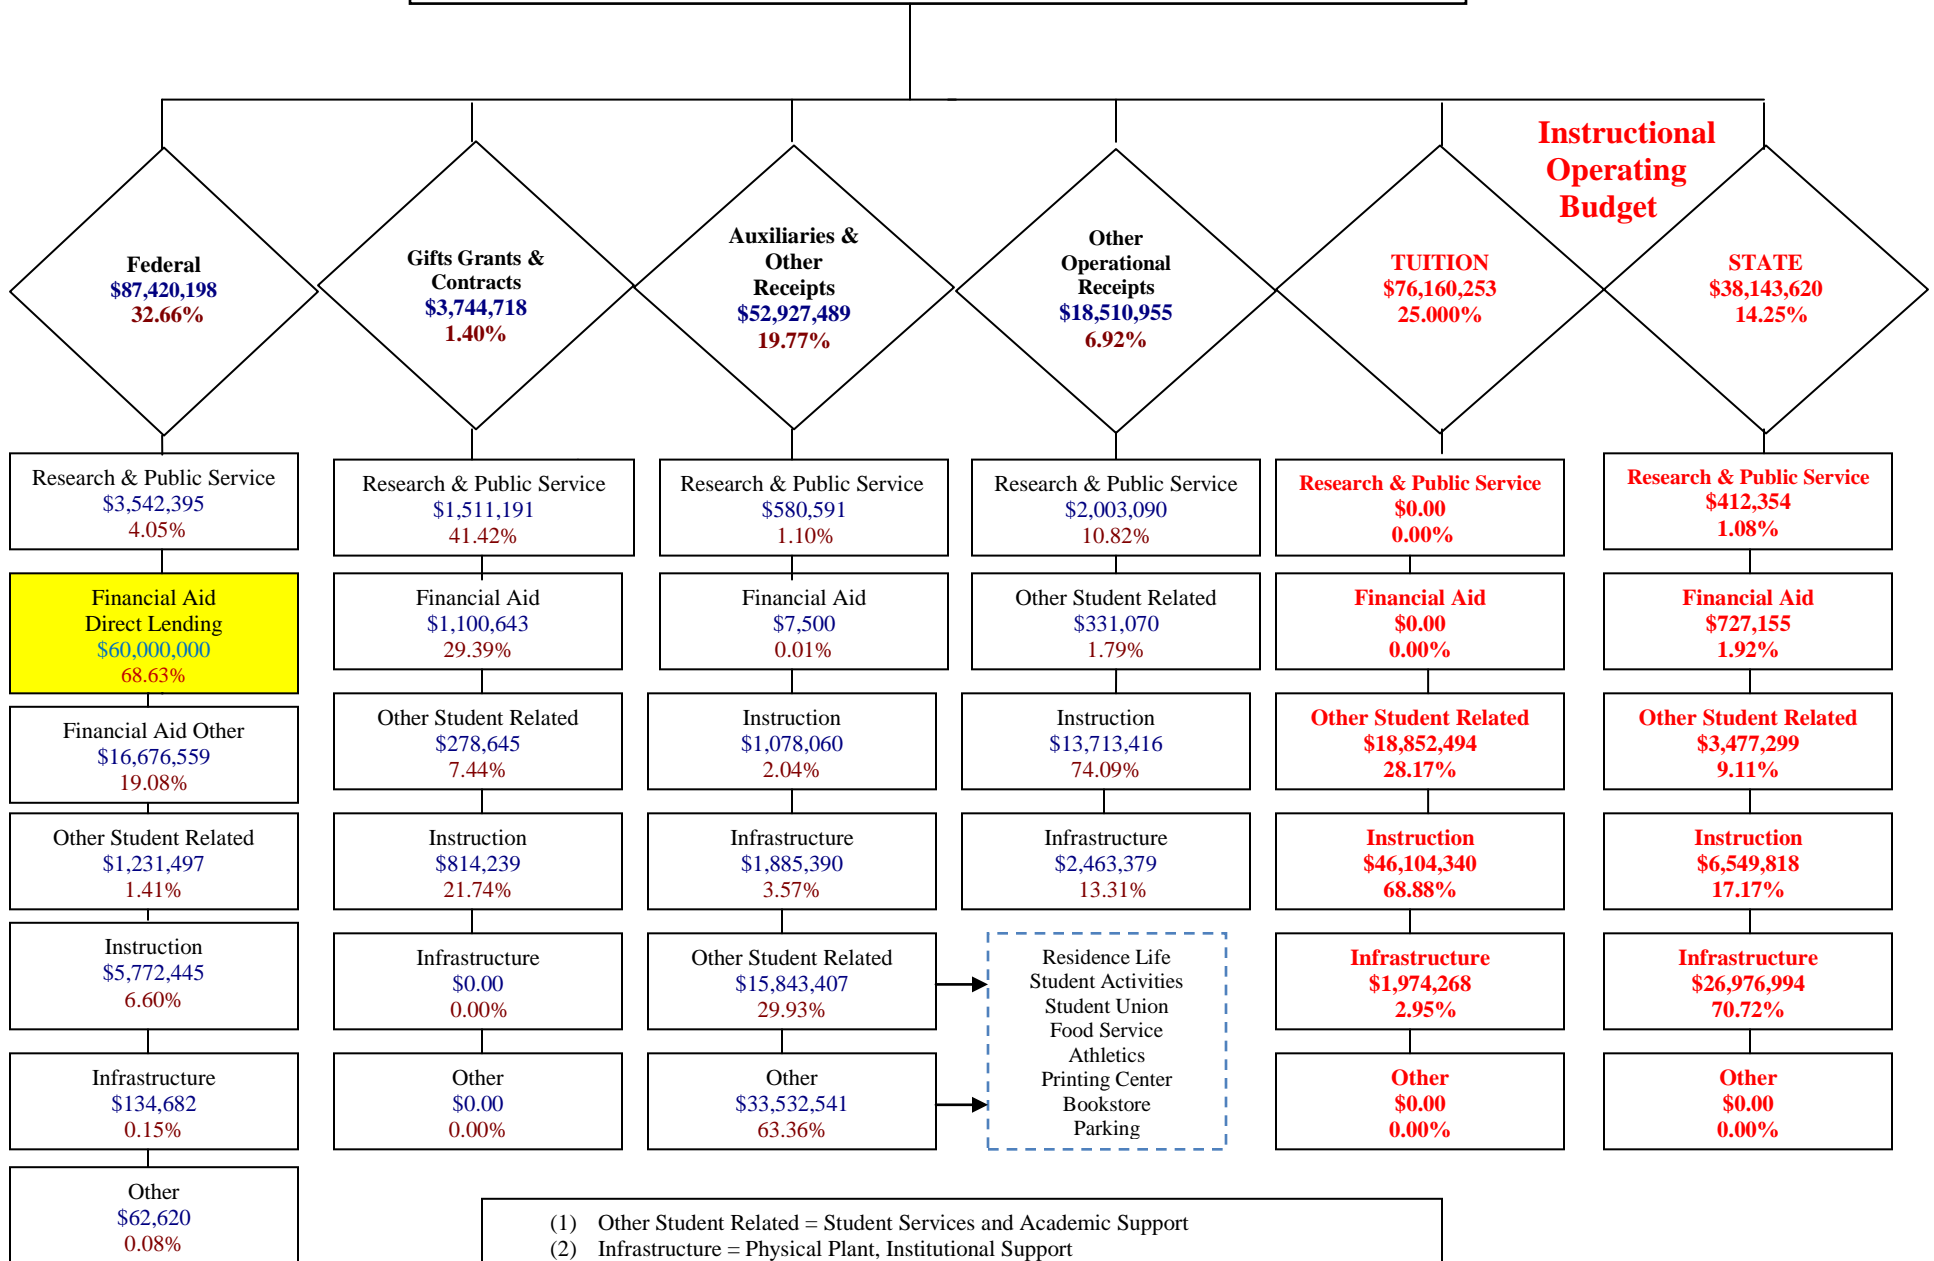 Instructional
Operating
Budget
Federal
$87,420,198
32.66%
Gifts Grants &
Contracts
$3,744,718
1.40%
Auxiliaries &
Other
Receipts
$52,927,489
19.77%
Other
Operational
Receipts
$18,510,955
6.92%
TUITION
$76,160,253
25.000%
STATE
$38,143,620
14.25%
Research & Public Service
$3,542,395
4.05%
Financial Aid
Direct Lending
$60,000,000
68.63%
Financial Aid Other
$16,676,559
19.08%
Other Student Related
$1,231,497
1.41%
Instruction
$5,772,445
6.60%
Infrastructure
$134,682
0.15%
Other
$62,620
0.08%
Research & Public Service
$1,511,191
41.42%
Financial Aid
$1,100,643
29.39%
Other Student Related
$278,645
7.44%
Instruction
$814,239
21.74%
Infrastructure
$0.00
0.00%
Other
$0.00
0.00%
Research & Public Service
$580,591
1.10%
Financial Aid
$7,500
0.01%
Instruction
$1,078,060
2.04%
Infrastructure
$1,885,390
3.57%
Other Student Related
$15,843,407
29.93%
Other
$33,532,541
63.36%
Research & Public Service
$2,003,090
10.82%
Other Student Related
$331,070
1.79%
Instruction
$13,713,416
74.09%
Infrastructure
$2,463,379
13.31%
Residence Life
Student Activities
Student Union
Food Service
Athletics
Printing Center
Bookstore
Parking
Research & Public Service
$0.00
0.00%
Financial Aid
$0.00
0.00%
Other Student Related
$18,852,494
28.17%
Instruction
$46,104,340
68.88%
Infrastructure
$1,974,268
2.95%
Other
$0.00
0.00%
Research & Public Service
$412,354
1.08%
Financial Aid
$727,155
1.92%
Other Student Related
$3,477,299
9.11%
Instruction
$6,549,818
17.17%
Infrastructure
$26,976,994
70.72%
Other
$0.00
0.00%
(1) Other Student Related = Student Services and Academic Support
(2) Infrastructure = Physical Plant, Institutional Support